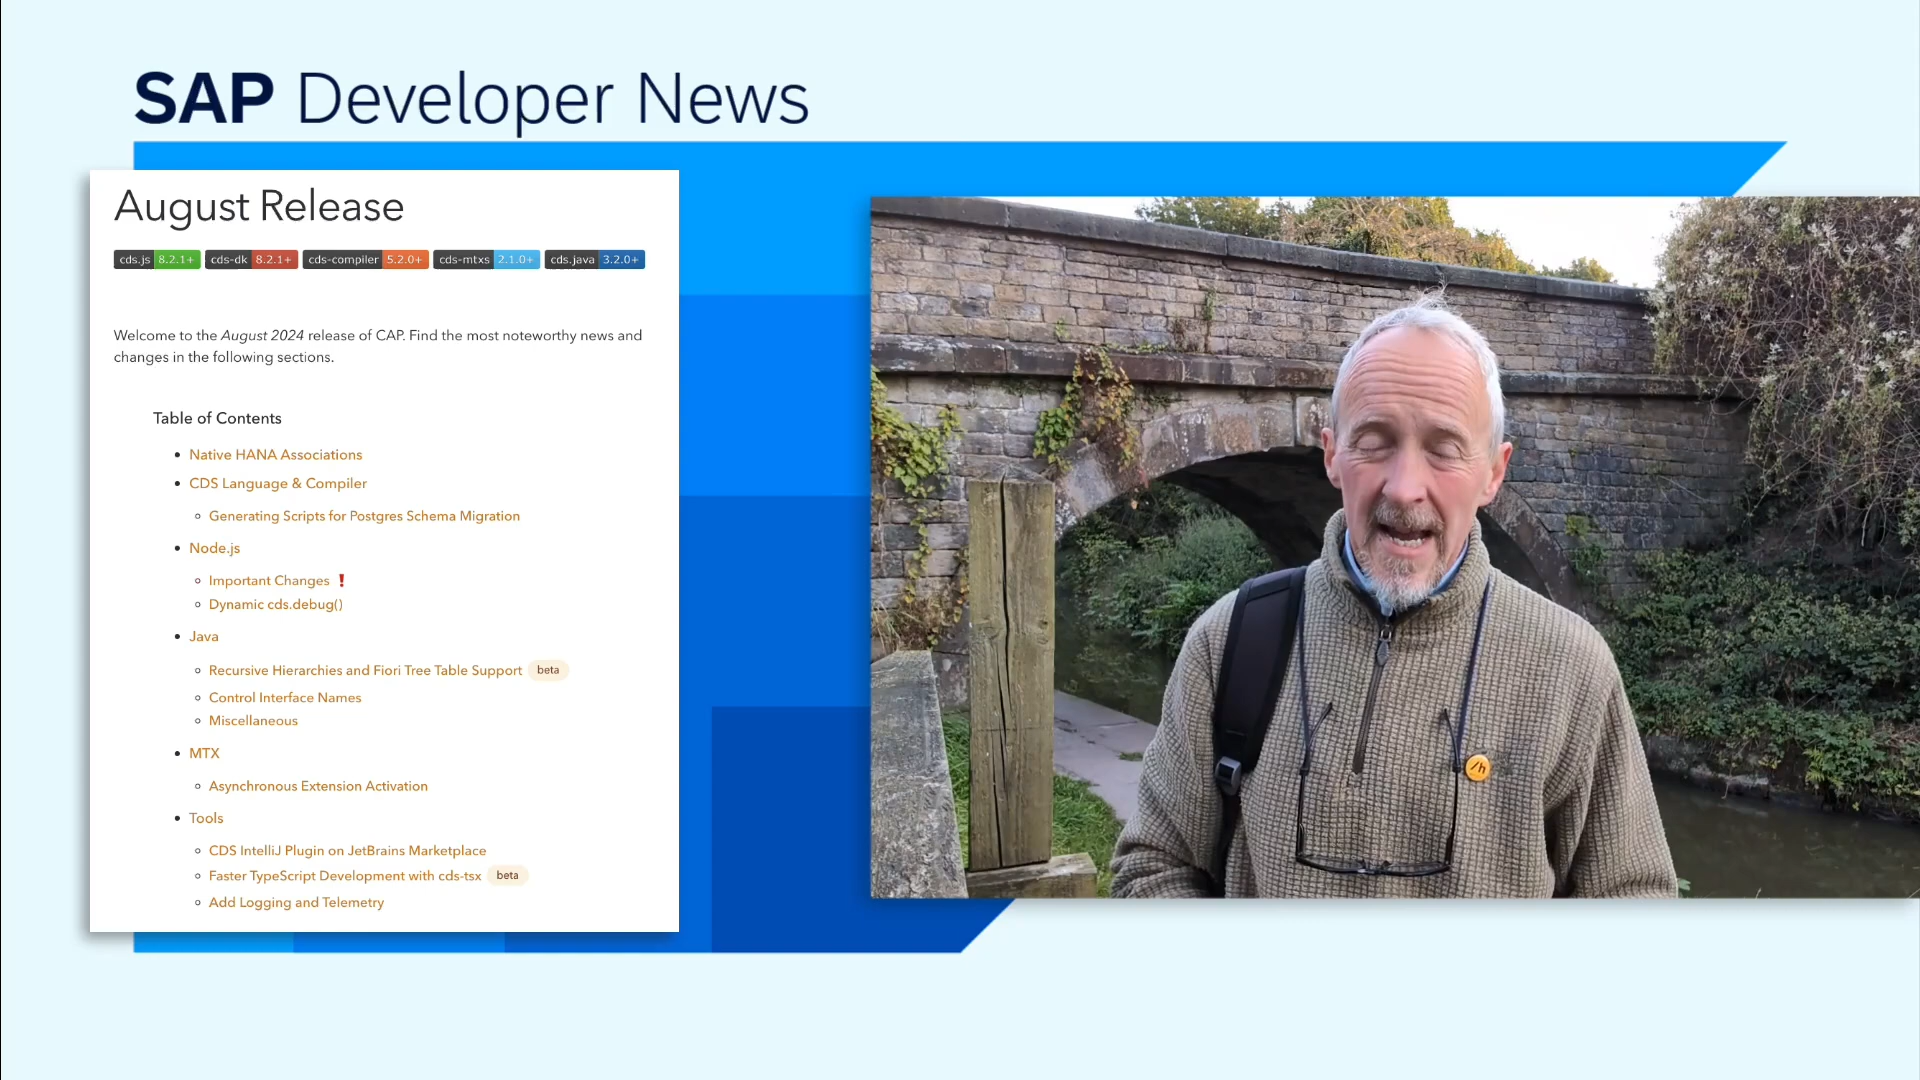 SAP Developer News
August Release
cds.js 8.2.1+ cds-dk 8.2.1+ cds-compiler 5.2.0+ cds-mtxs 2.1.0+ cds.java 3.2.0+
Welcome to the August 2024 release of CAP. Find the most noteworthy news and
changes in the following sections.
Table of Contents
Native HANA Associations
CDS Language & Compiler
Generating Scripts for Postgres Schema Migration
Node.js
Important Changes ❗
Dynamic cds.debug()
Java
Recursive Hierarchies and Fiori Tree Table Support beta
Control Interface Names
Miscellaneous
MTX
Asynchronous Extension Activation
Tools
CDS IntelliJ Plugin on JetBrains Marketplace
Faster TypeScript Development with cds-tsx beta
Add Logging and Telemetry
/h